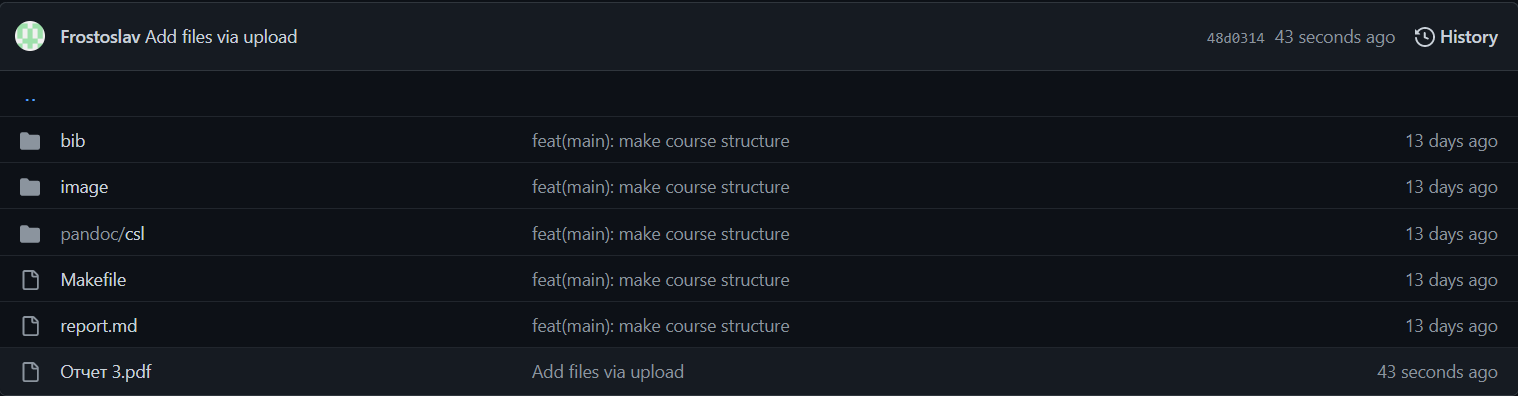 Frostoslav Add files via upload 48d0314 43 seconds ago History
..
bib feat(main): make course structure 13 days ago
image feat(main): make course structure 13 days ago
pandoc/csl feat(main): make course structure 13 days ago
Makefile feat(main): make course structure 13 days ago
report.md feat(main): make course structure 13 days ago
Отчет 3.pdf Add files via upload 43 seconds ago